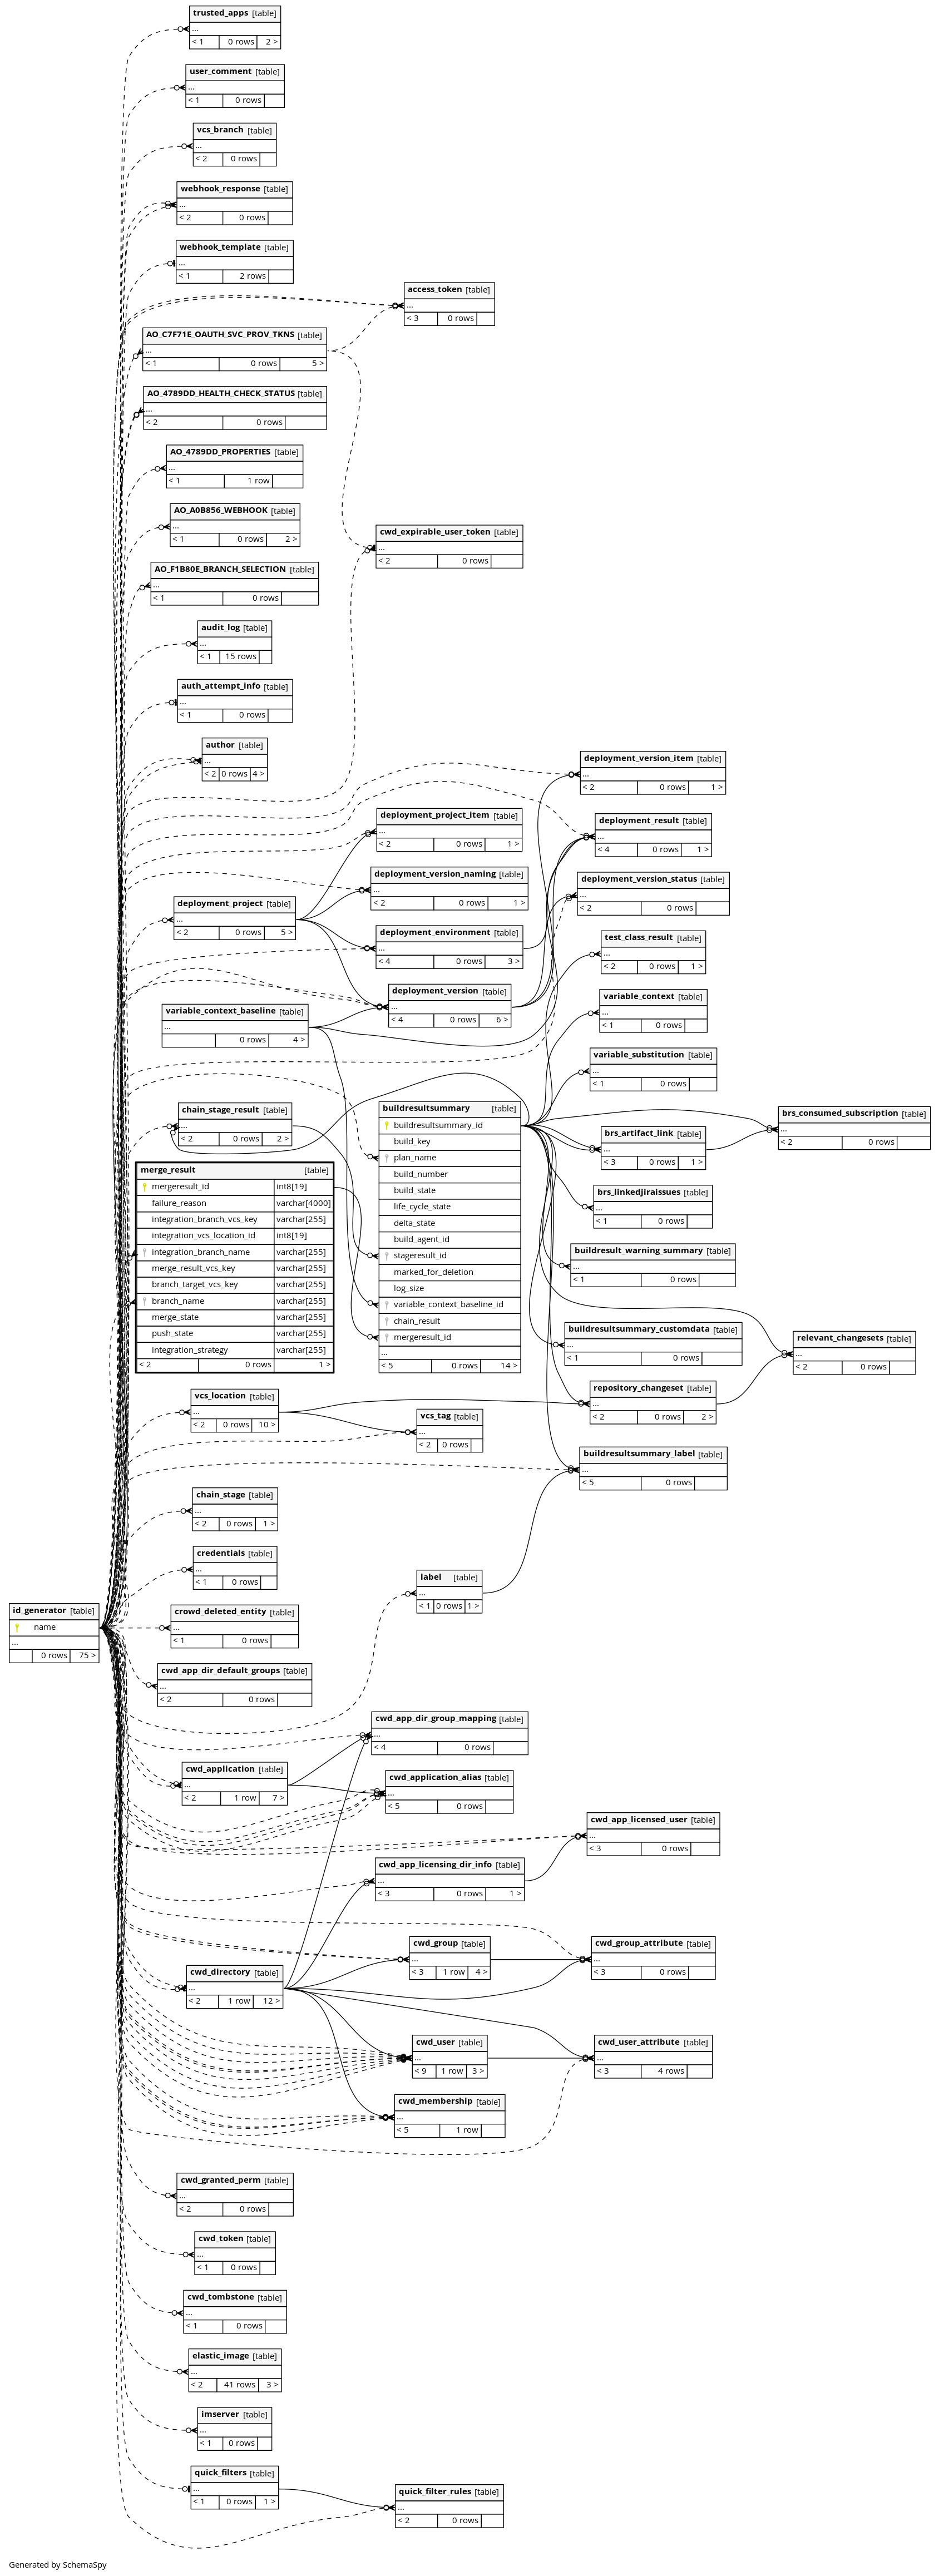 trusted_apps [table]
...
< 1 0 rows 2 >
user_comment [table]
...
< 1 0 rows
vcs_branch [table]
...
< 2 0 rows
webhook_response [table]
...
< 2 0 rows
webhook_template [table]
...
< 1 2 rows
access_token [table]
...
< 3 0 rows
AO_C7F71E_OAUTH_SVC_PROV_TKNS [table]
...
< 1 0 rows 5 >
AO_4789DD_HEALTH_CHECK_STATUS [table]
...
< 2 0 rows
AO_4789DD_PROPERTIES [table]
...
< 1 1 row
AO_A0B856_WEBHOOK [table]
...
< 1 0 rows 2 >
cwd_expirable_user_token [table]
...
< 2 0 rows
AO_F1B80E_BRANCH_SELECTION [table]
...
< 1 0 rows
audit_log [table]
...
< 1 15 rows
auth_attempt_info [table]
...
< 1 0 rows
author [table]
...
< 2 0 rows 4 >
deployment_version_item [table]
...
< 2 0 rows 1 >
deployment_project_item [table]
...
< 2 0 rows 1 >
deployment_result [table]
...
< 4 0 rows 1 >
deployment_version_naming [table]
...
< 2 0 rows 1 >
deployment_version_status [table]
...
< 2 0 rows
deployment_project [table]
...
< 2 0 rows 5 >
deployment_environment [table]
...
< 4 0 rows 3 >
test_class_result [table]
...
< 2 0 rows 1 >
deployment_version [table]
...
< 4 0 rows 6 >
variable_context [table]
...
< 1 0 rows
variable_context_baseline [table]
...
0 rows 4 >
variable_substitution [table]
...
< 1 0 rows
chain_stage_result [table]
...
< 2 0 rows 2 >
buildresultsummary [table]
buildresultsummary_id
build_key
plan_name
build_number
build_state
life_cycle_state
delta_state
build_agent_id
stageresult_id
marked_for_deletion
log_size
variable_context_baseline_id
chain_result
mergeresult_id
...
< 5 0 rows 14 >
brs_consumed_subscription [table]
...
< 2 0 rows
brs_artifact_link [table]
...
< 3 0 rows 1 >
merge_result [table]
mergeresult_id int8[19]
failure_reason varchar[4000]
integration_branch_vcs_key varchar[255]
integration_vcs_location_id int8[19]
integration_branch_name varchar[255]
merge_result_vcs_key varchar[255]
branch_target_vcs_key varchar[255]
branch_name varchar[255]
merge_state varchar[255]
push_state varchar[255]
integration_strategy varchar[255]
< 2 0 rows 1 >
brs_linkedjiraissues [table]
...
< 1 0 rows
buildresult_warning_summary [table]
...
< 1 0 rows
buildresultsummary_customdata [table]
...
< 1 0 rows
relevant_changesets [table]
...
< 2 0 rows
repository_changeset [table]
...
< 2 0 rows 2 >
vcs_location [table]
...
< 2 0 rows 10 >
vcs_tag [table]
...
< 2 0 rows
buildresultsummary_label [table]
...
< 5 0 rows
chain_stage [table]
...
< 2 0 rows 1 >
credentials [table]
...
< 1 0 rows
label [table]
...
< 1 0 rows 1 >
id_generator [table]
name
...
0 rows 75 >
crowd_deleted_entity [table]
...
< 1 0 rows
cwd_app_dir_default_groups [table]
...
< 2 0 rows
cwd_app_dir_group_mapping [table]
...
< 4 0 rows
cwd_application [table]
...
< 2 1 row 7 >
cwd_application_alias [table]
...
< 5 0 rows
cwd_app_licensed_user [table]
...
< 3 0 rows
cwd_app_licensing_dir_info [table]
...
< 3 0 rows 1 >
cwd_group [table]
...
< 3 1 row 4 >
cwd_group_attribute [table]
...
< 3 0 rows
cwd_directory [table]
...
< 2 1 row 12 >
cwd_user [table]
...
< 9 1 row 3 >
cwd_user_attribute [table]
...
< 3 4 rows
cwd_membership [table]
...
< 5 1 row
cwd_granted_perm [table]
...
< 2 0 rows
cwd_token [table]
...
< 1 0 rows
cwd_tombstone [table]
...
< 1 0 rows
elastic_image [table]
...
< 2 41 rows 3 >
imserver [table]
...
< 1 0 rows
quick_filters [table]
...
< 1 0 rows 1 >
quick_filter_rules [table]
...
< 2 0 rows
Generated by SchemaSpy